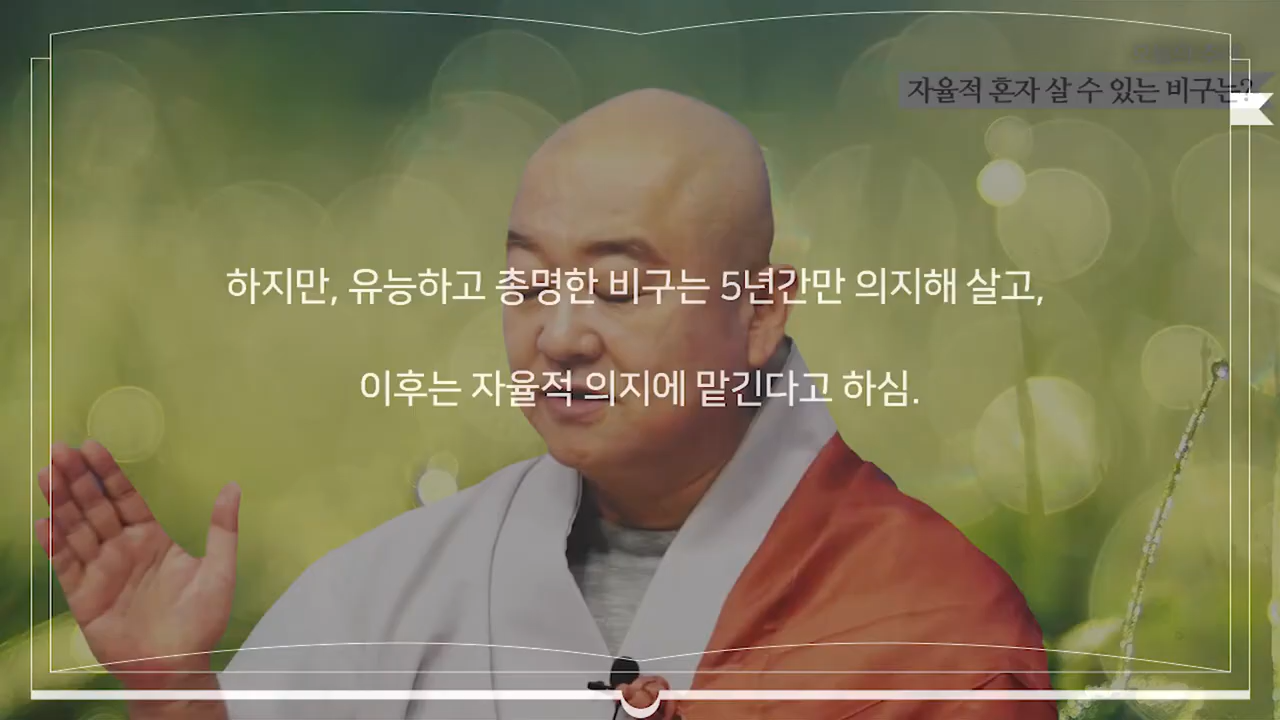 자율적 혼자 살 수 있는 비구는?
하지만, 유능하고 총명한 비구는 5년간만 의지해 살고,
이후는 자율적 의지에 맡긴다고 하심.